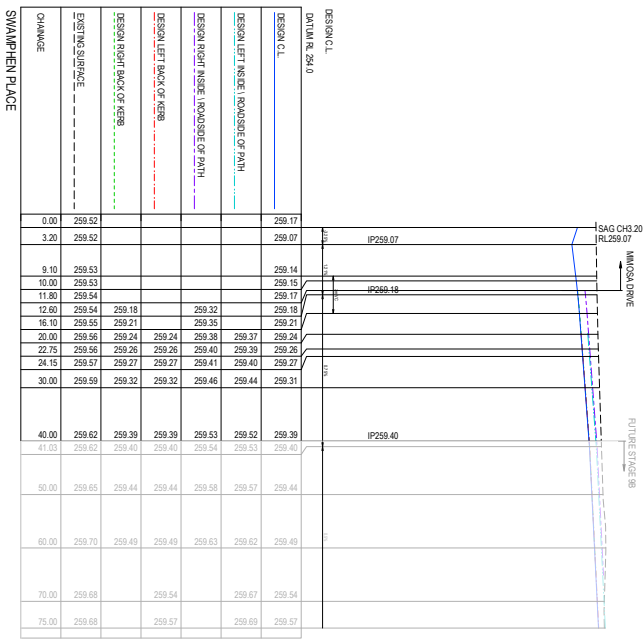 DESIGN C.L.
DATUM RL 254.0
SAG CH3.20
RL259.07
MIMOSA DRIVE
FUTURE STAGE 9B
IP259.07
IP259.18
IP259.40
DESIGN C.L. 259.17 259.07 259.14 259.15 259.17 259.18 259.21 259.24 259.26 259.27 259.31 259.39 259.40 259.44 259.49 259.54 259.57
DESIGN LEFT INSIDE \ ROADSIDE OF PATH 259.37 259.39 259.40 259.44 259.52 259.53 259.57 259.62 259.67 259.69
DESIGN RIGHT INSIDE \ ROADSIDE OF PATH 259.32 259.35 259.38 259.40 259.41 259.46 259.53 259.54 259.58 259.63
DESIGN LEFT BACK OF KERB 259.24 259.26 259.27 259.32 259.39 259.40 259.44 259.49 259.54 259.57
DESIGN RIGHT BACK OF KERB 259.18 259.21 259.24 259.26 259.27 259.32 259.39 259.40 259.44 259.49
EXISTING SURFACE 259.52 259.52 259.53 259.53 259.54 259.54 259.55 259.56 259.56 259.57 259.59 259.62 259.62 259.65 259.70 259.68 259.68
CHAINAGE 0.00 3.20 9.10 10.00 11.80 12.60 16.10 20.00 22.75 24.15 30.00 40.00 41.03 50.00 60.00 70.00 75.00
SWAMPHEN PLACE